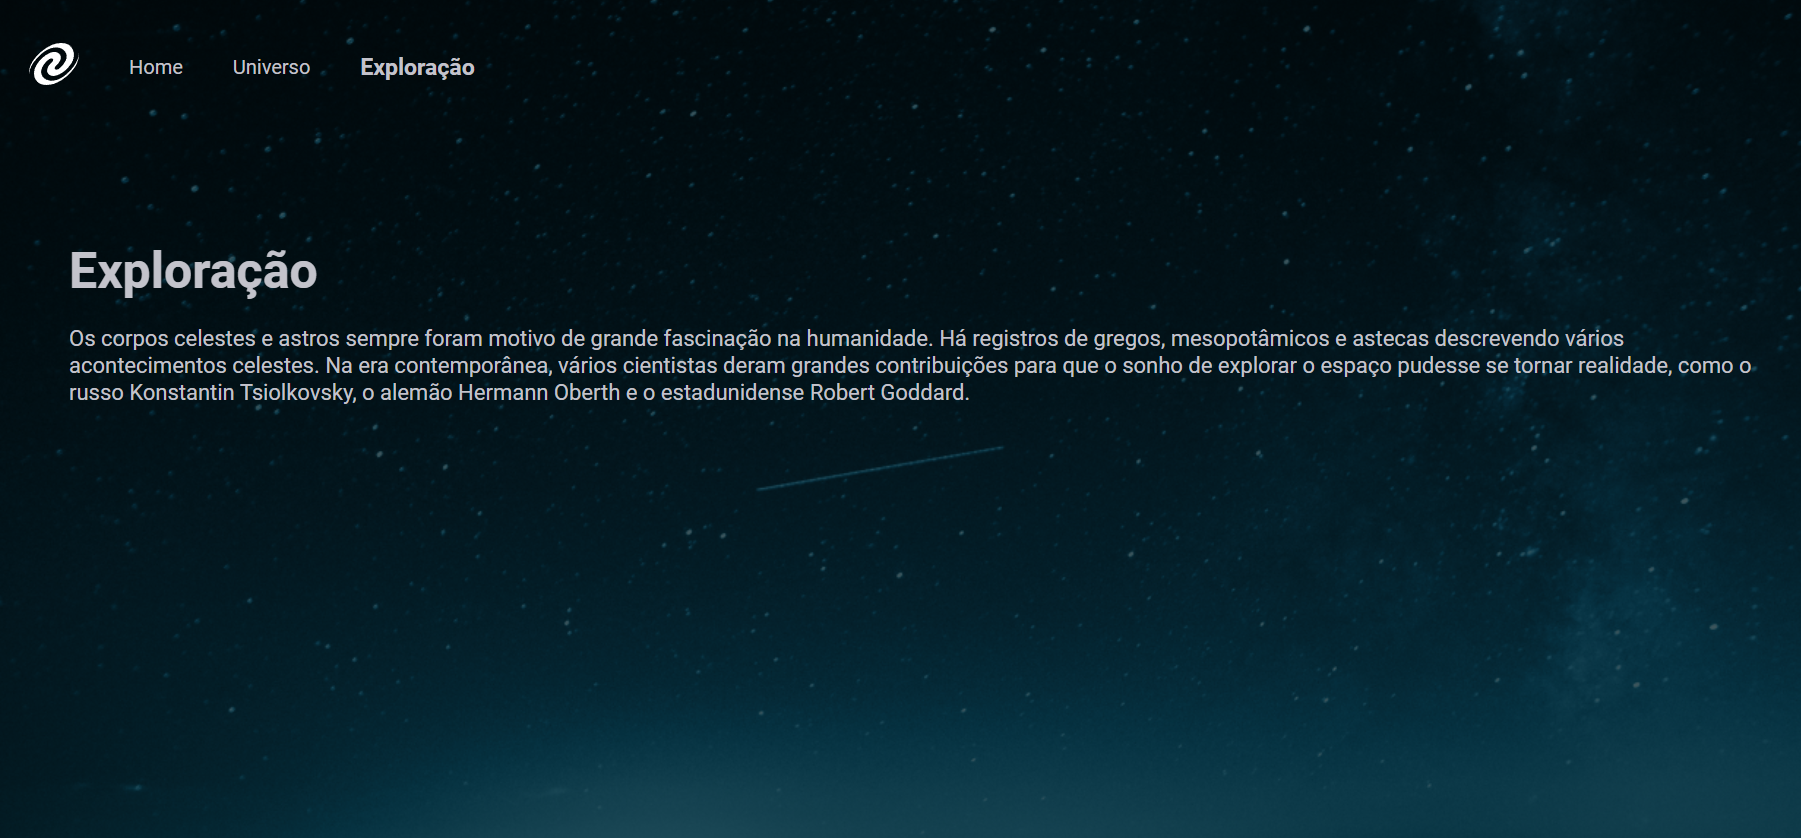 Home Universo Exploração
Exploração
Os corpos celestes e astros sempre foram motivo de grande fascinação na humanidade. Há registros de gregos, mesopotâmicos e astecas descrevendo vários
acontecimentos celestes. Na era contemporânea, vários cientistas deram grandes contribuições para que o sonho de explorar o espaço pudesse se tornar realidade, como o
russo Konstantin Tsiolkovsky, o alemão Hermann Oberth e o estadunidense Robert Goddard.